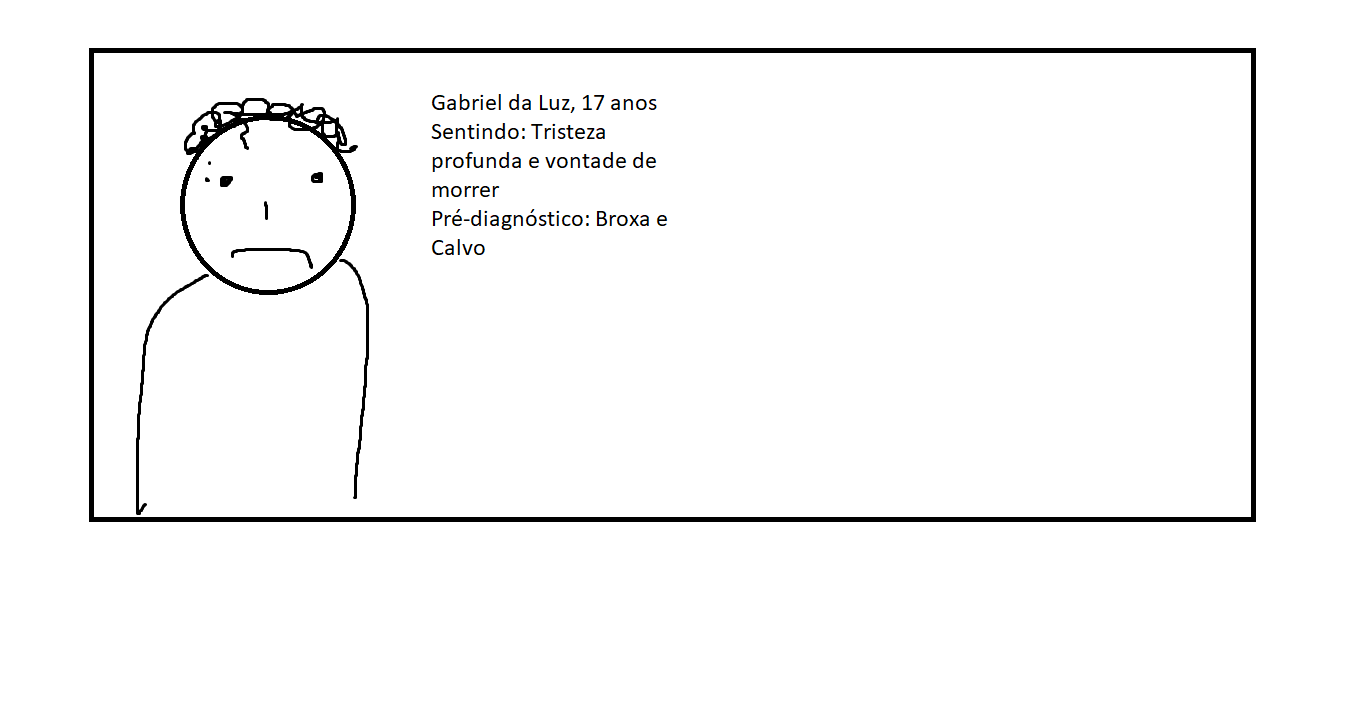 Gabriel da Luz, 17 anos
Sentindo: Tristeza
profunda e vontade de
morrer
Pré-diagnóstico: Broxa e
Calvo